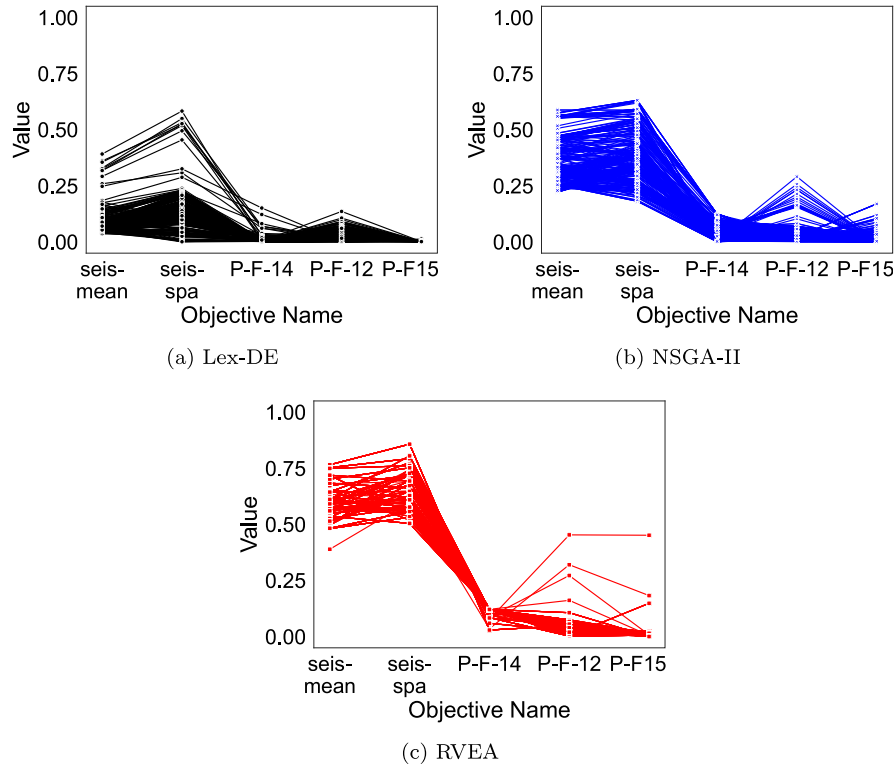 1.00
0.75
0.50
0.25
0.00
Value
seis-
mean
seis-
spa
P-F-14
P-F-12
P-F15
Objective Name
(a) Lex-DE
1.00
0.75
0.50
0.25
0.00
Value
seis-
mean
seis-
spa
P-F-14
P-F-12
P-F15
Objective Name
(b) NSGA-II
1.00
0.75
0.50
0.25
0.00
Value
seis-
mean
seis-
spa
P-F-14
P-F-12
P-F15
Objective Name
(c) RVEA